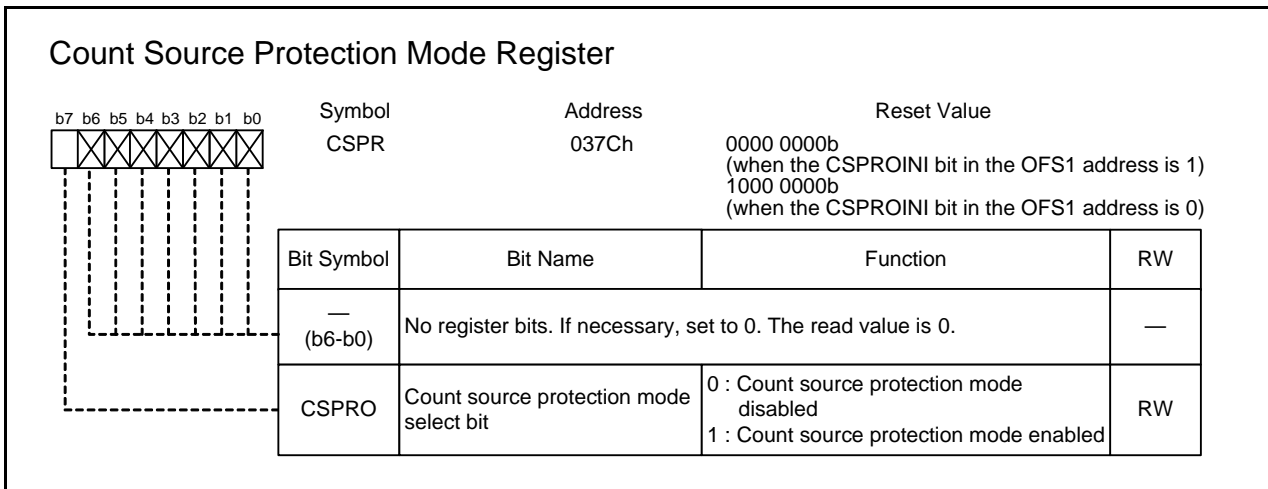 Count Source Protection Mode Register
b7 b6 b5 b4 b3 b2 b1 b0
Symbol Address Reset Value
CSPR 037Ch 0000 0000b
(when the CSPROINI bit in the OFS1 address is 1)
1000 0000b
(when the CSPROINI bit in the OFS1 address is 0)
Bit Symbol Bit Name Function RW
—
(b6-b0)
No register bits. If necessary, set to 0. The read value is 0.
—
CSPRO
Count source protection mode
select bit
0 : Count source protection mode
disabled
1 : Count source protection mode enabled
RW